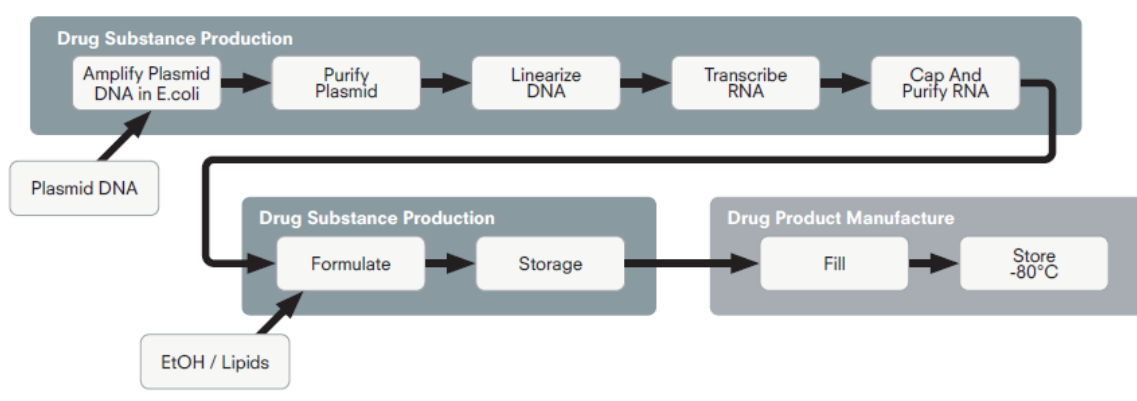 Drug Substance Production
Amplify Plasmid
DNA in E.coli
Purify
Plasmid
Linearize
DNA
Transcribe
RNA
Cap And
Purify RNA
Plasmid DNA
Drug Substance Production
Formulate
Storage
Drug Product Manufacture
Fill
Store
-80°C
EtOH / Lipids